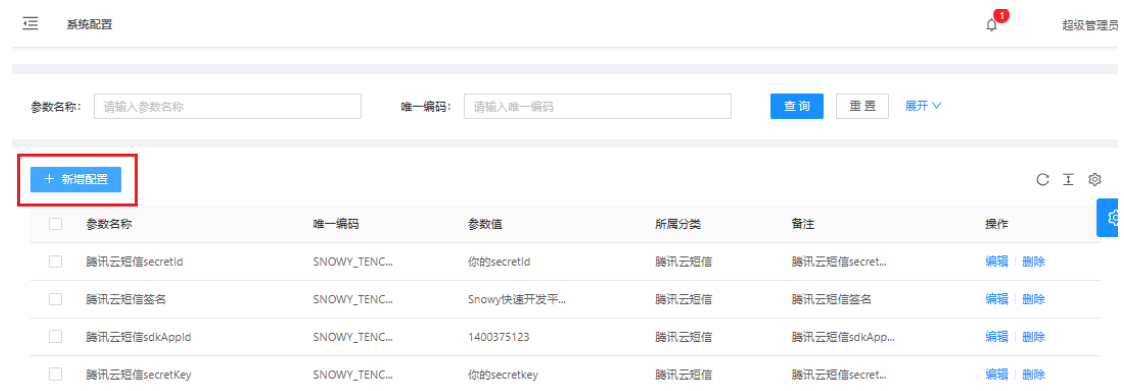 系统配置 1 超级管理员
参数名称: 请输入参数名称 唯一编码: 请输入唯一编码 查询 重置 展开
+ 新增配置
参数名称 唯一编码 参数值 所属分类 备注 操作
腾讯云短信secretId SNOWY_TENC... 你的secretId 腾讯云短信 腾讯云短信secret... 编辑 删除
腾讯云短信签名 SNOWY_TENC... Snowy快速开发平... 腾讯云短信 腾讯云短信签名 编辑 删除
腾讯云短信sdkAppId SNOWY_TENC... 1400375123 腾讯云短信 腾讯云短信sdkApp... 编辑 删除
腾讯云短信secretKey SNOWY_TENC... 你的secretkey 腾讯云短信 腾讯云短信secret... 编辑 删除